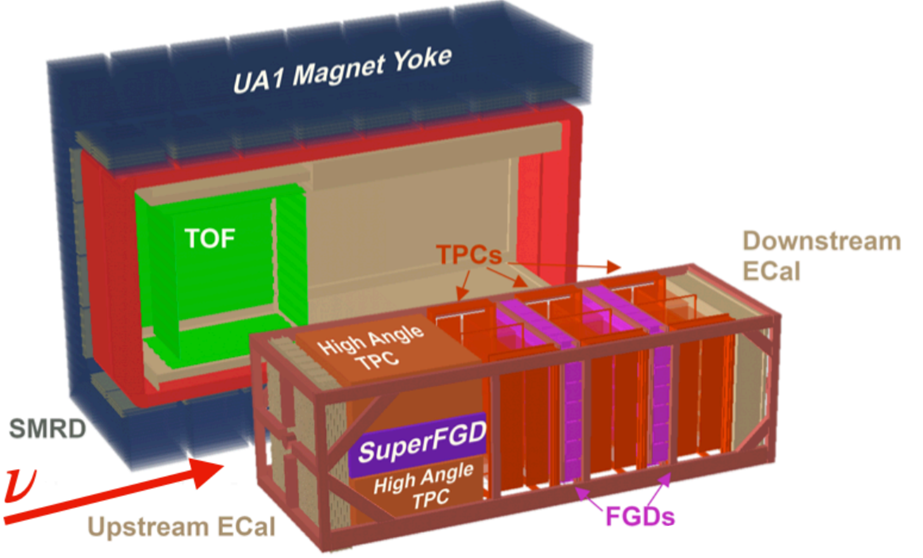 UA1 Magnet Yoke
TOF
TPCs
Downstream
ECal
High Angle
TPC
SuperFGD
High Angle
TPC
SMRD
ν
Upstream ECal
FGDs